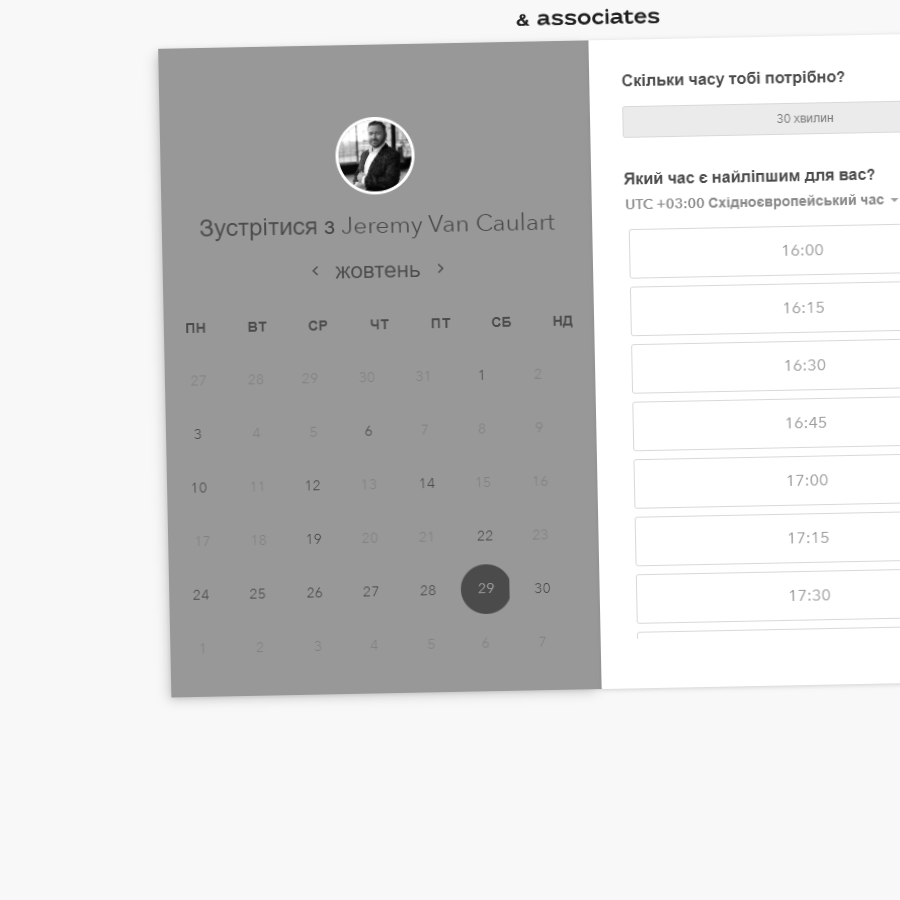 & associates
Зустрітися з Jeremy Van Caulart
жовтень
ПН ВТ СР ЧТ ПТ СБ НД
27 28 29 30 31 1 2
3 4 5 6 7 8 9
10 11 12 13 14 15 16
17 18 19 20 21 22 23
24 25 26 27 28 29 30
1 2 3 4 5 6 7
Скільки часу тобі потрібно?
30 хвилин
Який час є найліпшим для вас?
UTC +03:00 Східноєвропейський час
16:00
16:15
16:30
16:45
17:00
17:15
17:30